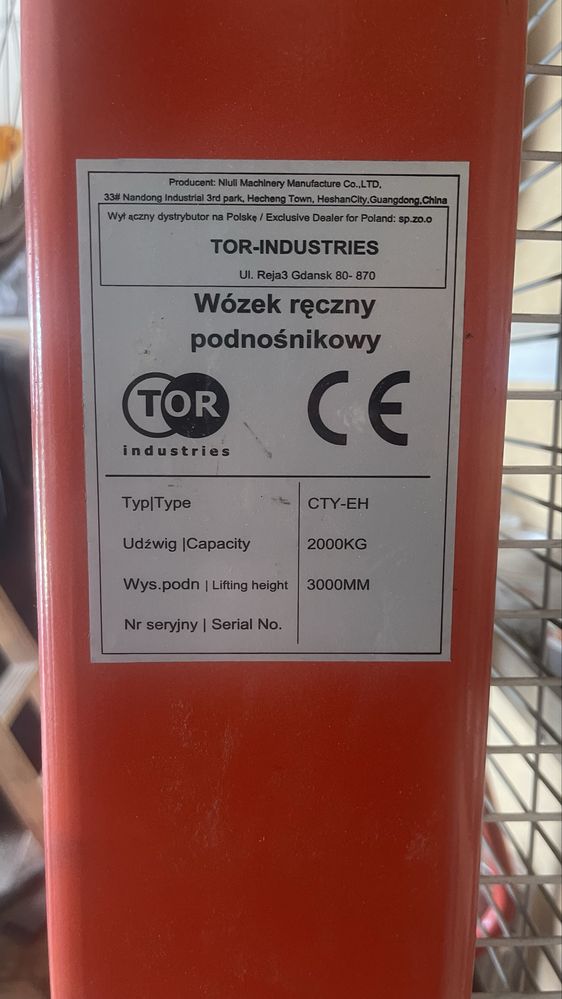 Producent: Niuli Machinery Manufacture Co.,LTD,
33# Nandong Industrial 3rd park, Hecheng Town, HeshanCity,Guangdong,China
Wył ączny dystrybutor na Polskę / Exclusive Dealer for Poland: sp.zo.o
TOR-INDUSTRIES
Ul. Reja3 Gdansk 80- 870
Wózek ręczny
podnośnikowy
TOR
industries
CE
Typ|Type CTY-EH
Udźwig |Capacity 2000KG
Wys.podn | Lifting height 3000MM
Nr seryjny | Serial No.